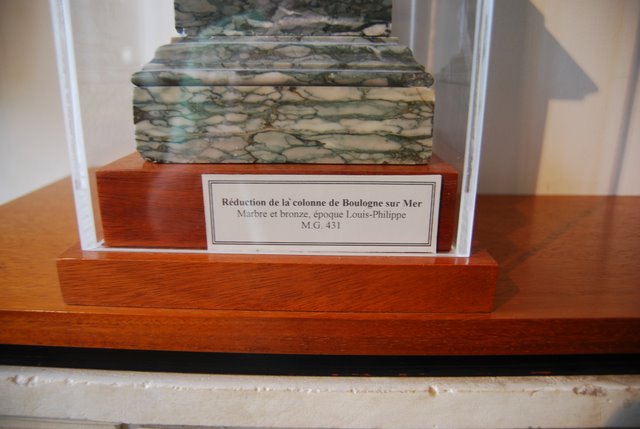 Réduction de la colonne de Boulogne sur Mer
Marbre et bronze, époque Louis-Philippe
M.G. 431